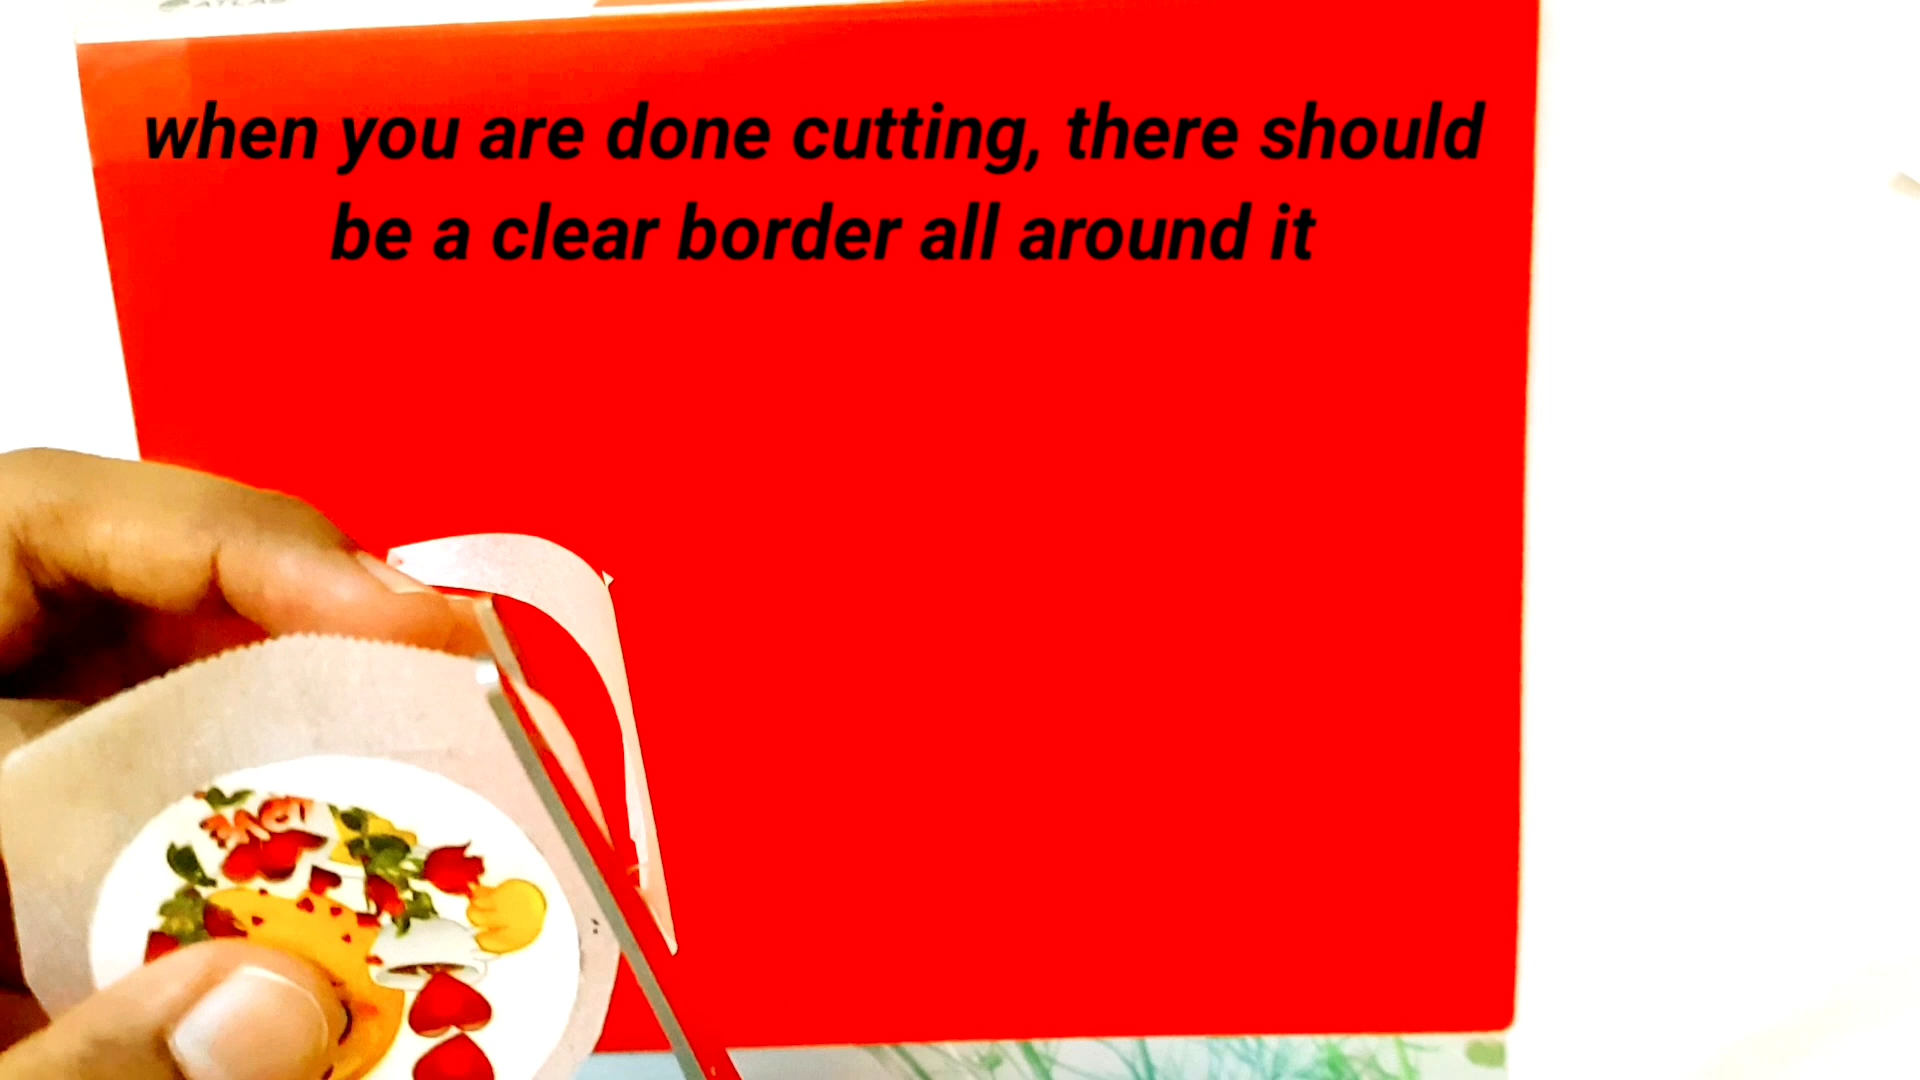 when you are done cutting, there should
be a clear border all around it